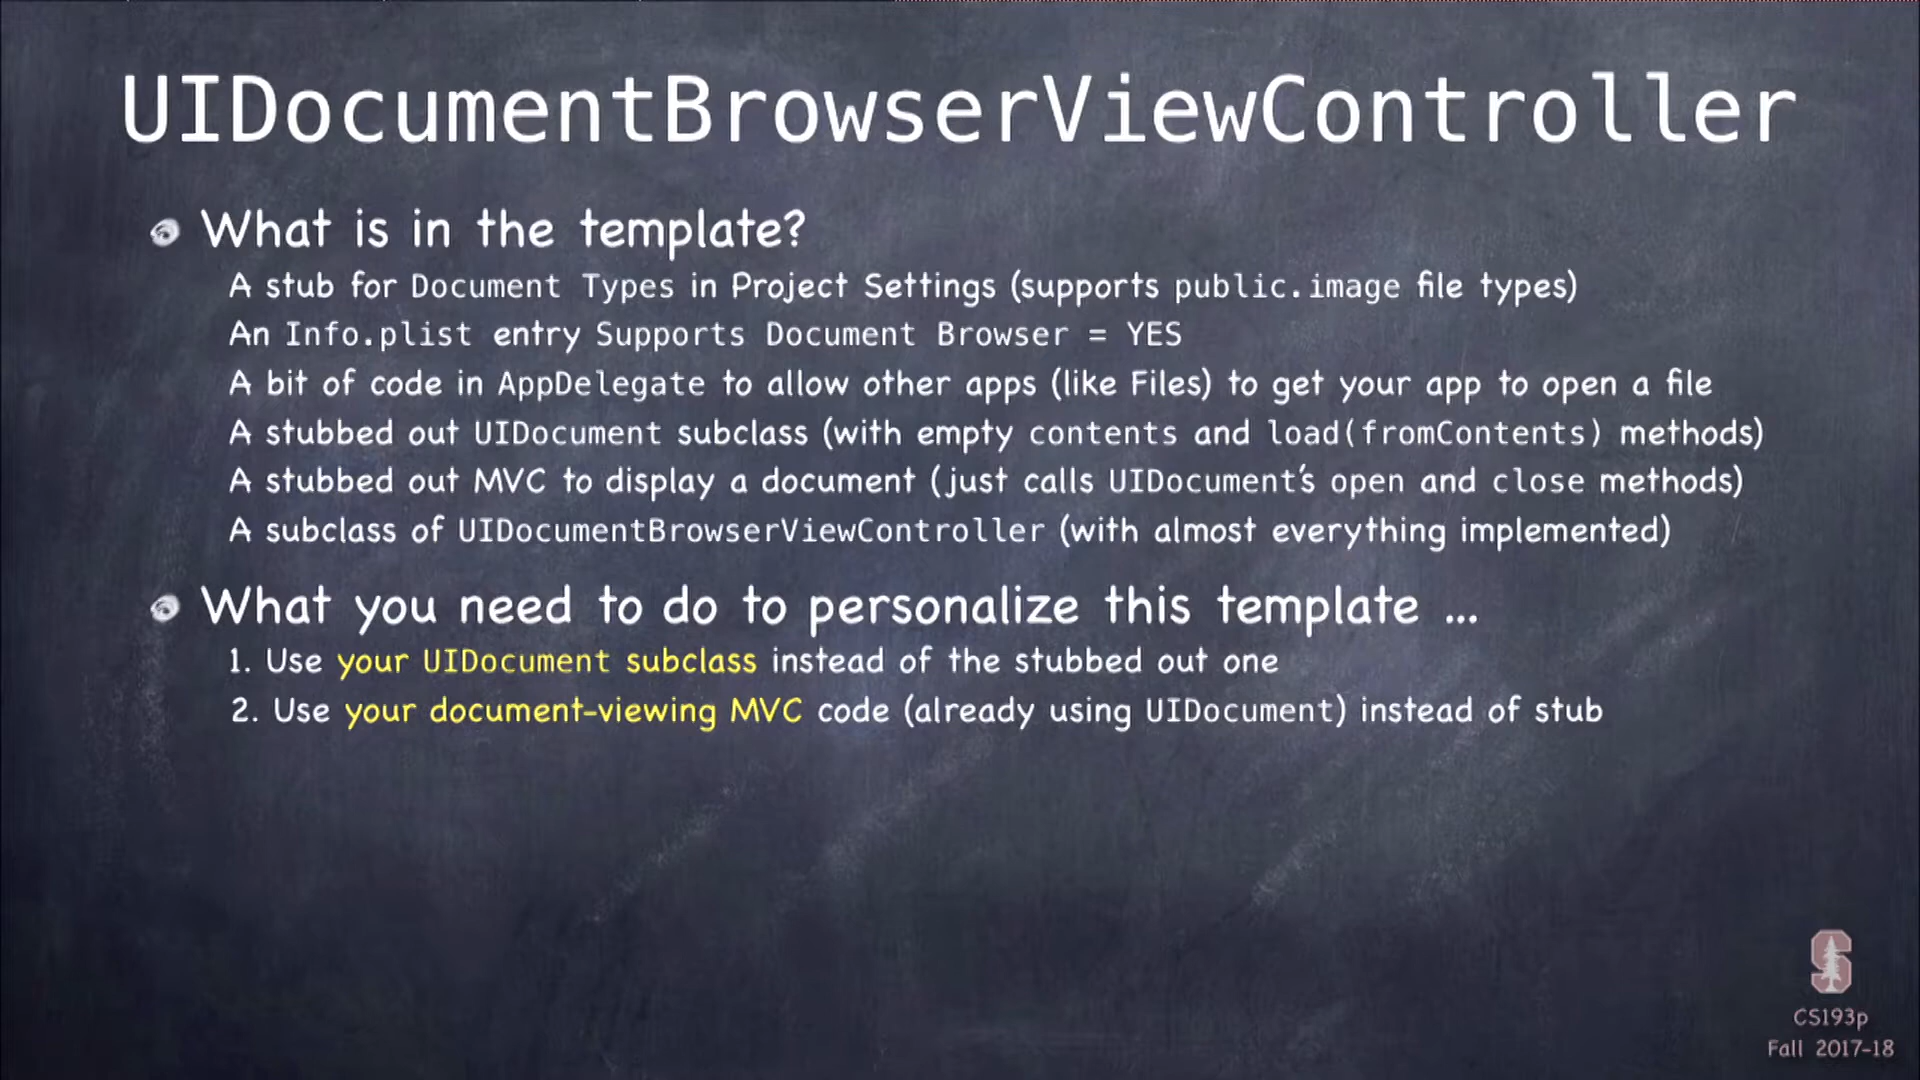 UIDocumentBrowserViewController
What is in the template?
A stub for Document Types in Project Settings (supports public.image file types)
An Info.plist entry Supports Document Browser = YES
A bit of code in AppDelegate to allow other apps (like Files) to get your app to open a file
A stubbed out UIDocument subclass (with empty contents and load(fromContents) methods)
A stubbed out MVC to display a document (just calls UIDocument's open and close methods)
A subclass of UIDocumentBrowserViewController (with almost everything implemented)
What you need to do to personalize this template ...
1. Use your UIDocument subclass instead of the stubbed out one
2. Use your document-viewing MVC code (already using UIDocument) instead of stub
S
CS193p
Fall 2017-18